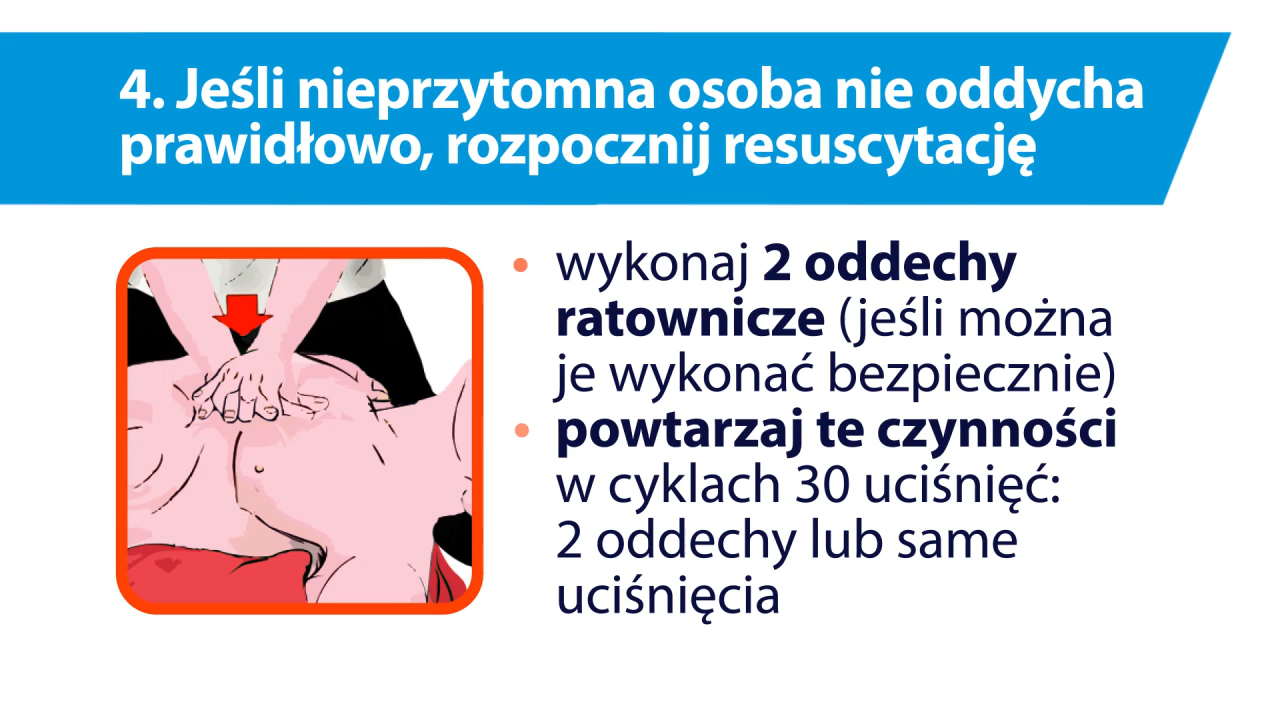 4. Jeśli nieprzytomna osoba nie oddycha
prawidłowo, rozpocznij resuscytację
• wykonaj 2 oddechy
ratownicze (jeśli można
je wykonać bezpiecznie)
• powtarzaj te czynności
w cyklach 30 uciśnięć:
2 oddechy lub same
uciśnięcia